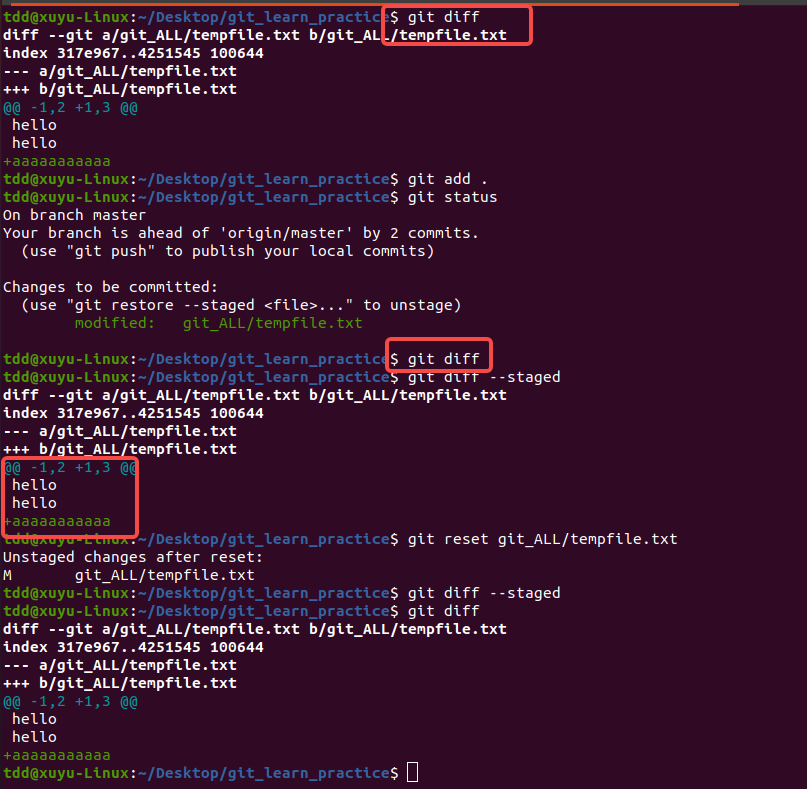 tdd@xuyu-Linux:~/Desktop/git_learn_practice$ git diff
diff --git a/git_ALL/tempfile.txt b/git_ALL/tempfile.txt
index 317e967..4251545 100644
--- a/git_ALL/tempfile.txt
+++ b/git_ALL/tempfile.txt
@@ -1,2 +1,3 @@
 hello
 hello
+aaaaaaaaaaa
tdd@xuyu-Linux:~/Desktop/git_learn_practice$ git add .
tdd@xuyu-Linux:~/Desktop/git_learn_practice$ git status
On branch master
Your branch is ahead of 'origin/master' by 2 commits.
  (use "git push" to publish your local commits)

Changes to be committed:
  (use "git restore --staged <file>..." to unstage)
        modified:   git_ALL/tempfile.txt

tdd@xuyu-Linux:~/Desktop/git_learn_practice$ git diff
tdd@xuyu-Linux:~/Desktop/git_learn_practice$ git diff --staged
diff --git a/git_ALL/tempfile.txt b/git_ALL/tempfile.txt
index 317e967..4251545 100644
--- a/git_ALL/tempfile.txt
+++ b/git_ALL/tempfile.txt
@@ -1,2 +1,3 @@
 hello
 hello
+aaaaaaaaaaa
tdd@xuyu-Linux:~/Desktop/git_learn_practice$ git reset git_ALL/tempfile.txt
Unstaged changes after reset:
M       git_ALL/tempfile.txt
tdd@xuyu-Linux:~/Desktop/git_learn_practice$ git diff --staged
tdd@xuyu-Linux:~/Desktop/git_learn_practice$ git diff
diff --git a/git_ALL/tempfile.txt b/git_ALL/tempfile.txt
index 317e967..4251545 100644
--- a/git_ALL/tempfile.txt
+++ b/git_ALL/tempfile.txt
@@ -1,2 +1,3 @@
 hello
 hello
+aaaaaaaaaaa
tdd@xuyu-Linux:~/Desktop/git_learn_practice$